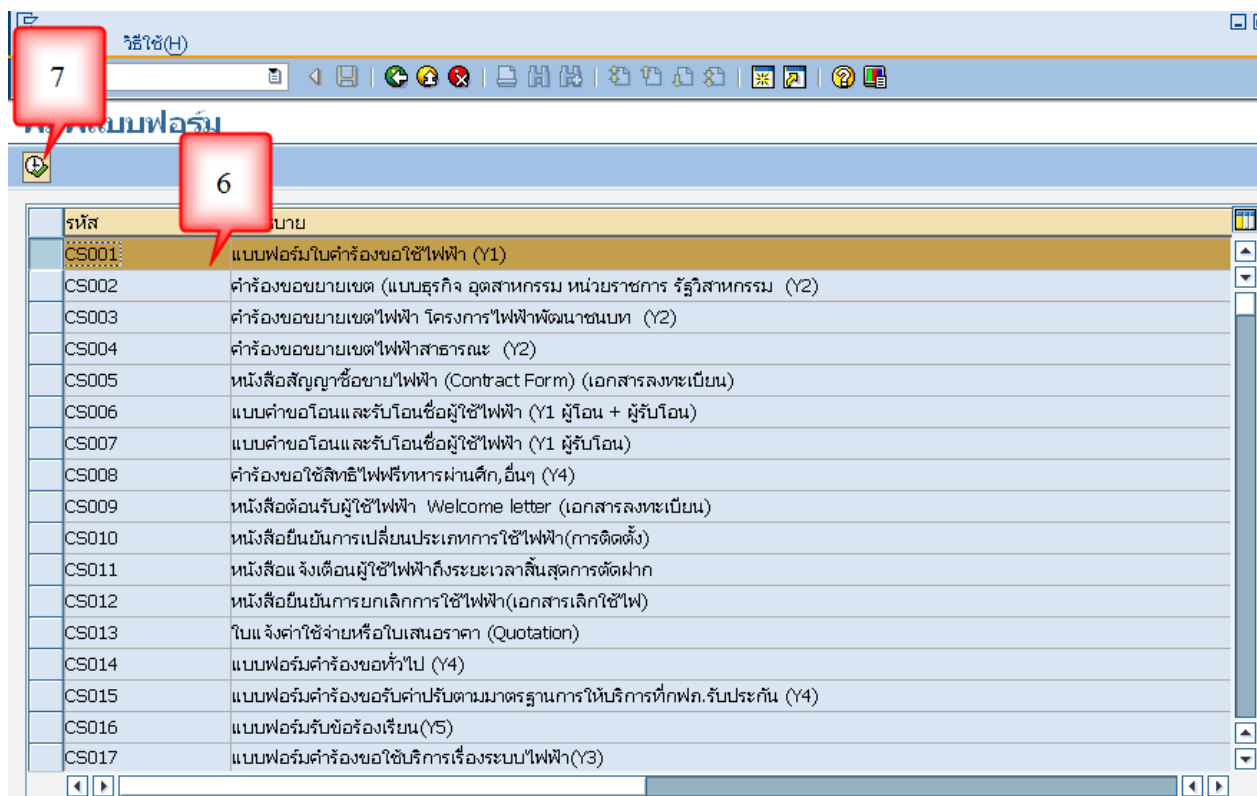 วิธีใช้(H)
7
พิมพ์แบบฟอร์ม
6
รหัส
CS001 แบบฟอร์มใบคำร้องขอใช้ไฟฟ้า (Y1)
CS002 คำร้องขอขยายเขต (แบบธุรกิจ อุตสาหกรรม หน่วยราชการ รัฐวิสาหกรรม (Y2)
CS003 คำร้องขอขยายเขตไฟฟ้า โครงการไฟฟ้าพัฒนาชนบท (Y2)
CS004 คำร้องขอขยายเขตไฟฟ้าสาธารณะ (Y2)
CS005 หนังสือสัญญาซื้อขายไฟฟ้า (Contract Form) (เอกสารลงทะเบียน)
CS006 แบบคำขอโอนและรับโอนชื่อผู้ใช้ไฟฟ้า (Y1 ผู้โอน + ผู้รับโอน)
CS007 แบบคำขอโอนและรับโอนชื่อผู้ใช้ไฟฟ้า (Y1 ผู้รับโอน)
CS008 คำร้องขอใช้สิทธิไฟฟรีทหารผ่านศึก,อื่นๆ (Y4)
CS009 หนังสือต้อนรับผู้ใช้ไฟฟ้า Welcome letter (เอกสารลงทะเบียน)
CS010 หนังสือยืนยันการเปลี่ยนประเภทการใช้ไฟฟ้า(การติดตั้ง)
CS011 หนังสือแจ้งเตือนผู้ใช้ไฟฟ้าถึงระยะเวลาสิ้นสุดการตัดฝาก
CS012 หนังสือยืนยันการยกเลิกการใช้ไฟฟ้า(เอกสารเลิกใช้ไฟ)
CS013 ใบแจ้งค่าใช้จ่ายหรือใบเสนอราคา (Quotation)
CS014 แบบฟอร์มคำร้องขอทั่วไป (Y4)
CS015 แบบฟอร์มคำร้องขอรับค่าปรับตามมาตรฐานการให้บริการที่กฟภ.รับประกัน (Y4)
CS016 แบบฟอร์มรับข้อร้องเรียน(Y5)
CS017 แบบฟอร์มคำร้องขอใช้บริการเรื่องระบบไฟฟ้า(Y3)